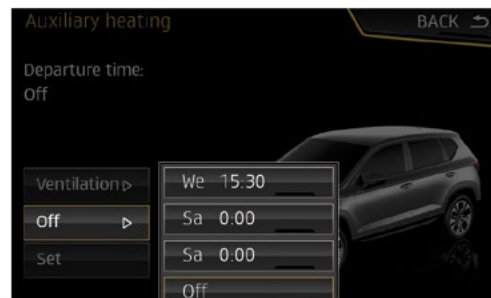 Auxiliary heating
BACK
Departure time:
Off
Ventilation
Off
Set
We 15:30
Sa 0:00
Sa 0:00
Off